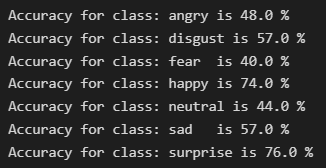 Accuracy for class: angry is 48.0 %
Accuracy for class: disgust is 57.0 %
Accuracy for class: fear  is 40.0 %
Accuracy for class: happy is 74.0 %
Accuracy for class: neutral is 44.0 %
Accuracy for class: sad   is 57.0 %
Accuracy for class: surprise is 76.0 %